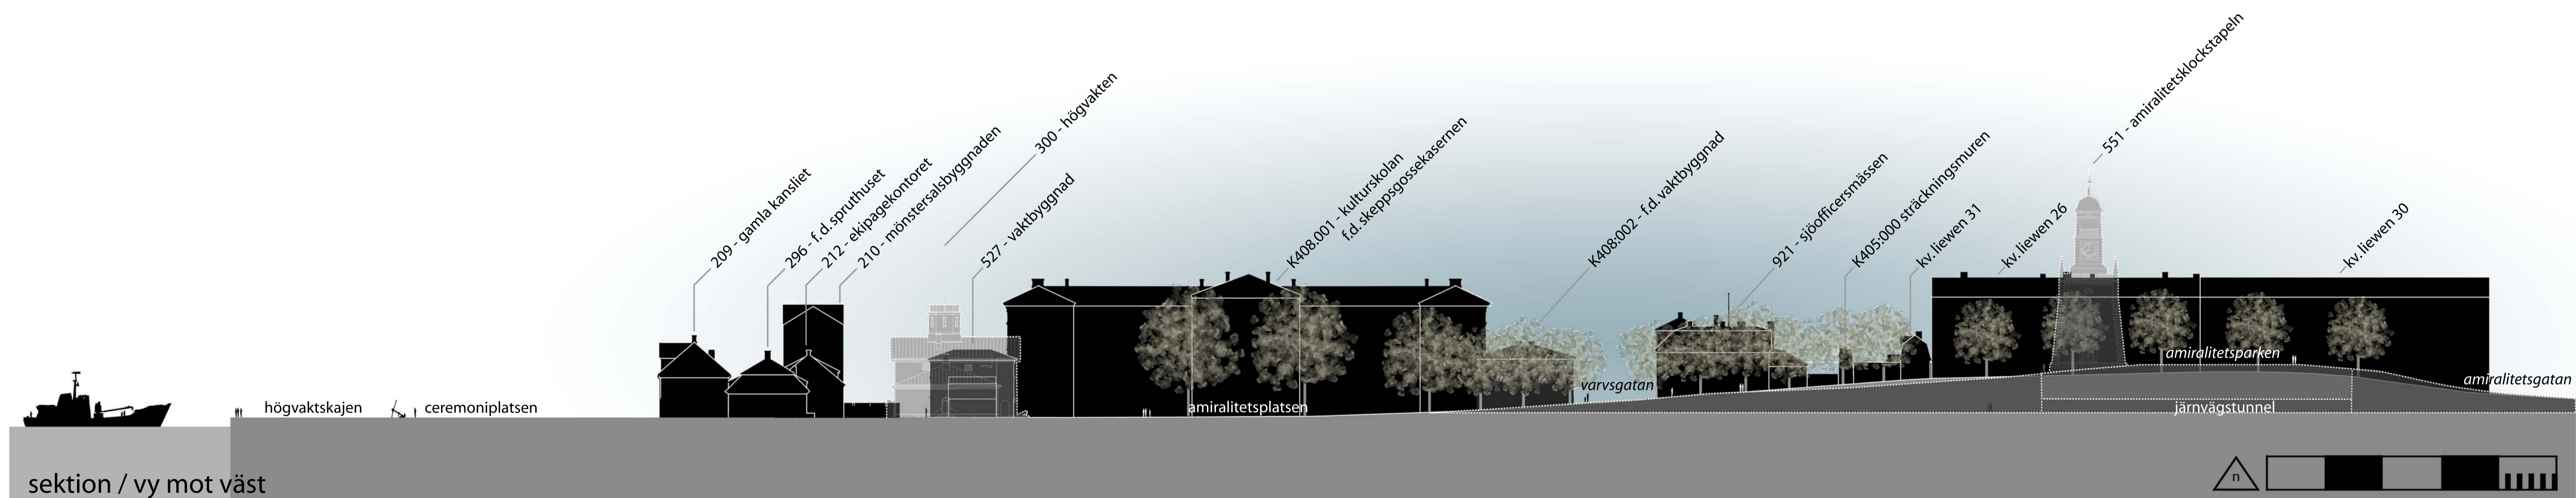 209 - gamla kansliet
296 - f.d. spruthuset
212 - ekipagekontoret
210 - mönstersalsbyggnaden
300 - högvakten
527 - vaktbyggnad
K408.001 - kulturskolan
f.d. skeppsgossekasernen
K408:002 - f.d. vaktbyggnad
921 - sjöofficersmässen
K405:000 sträckningsmuren
kv. liewen 31
kv. liewen 26
551 - amiralitetsklockstapeln
kv. liewen 30
högvaktskajen
ceremoniplatsen
amiralitetsplatsen
varvsgatan
amiralitetsparken
järnvägstunnel
amiralitetsgatan
sektion / vy mot väst
n